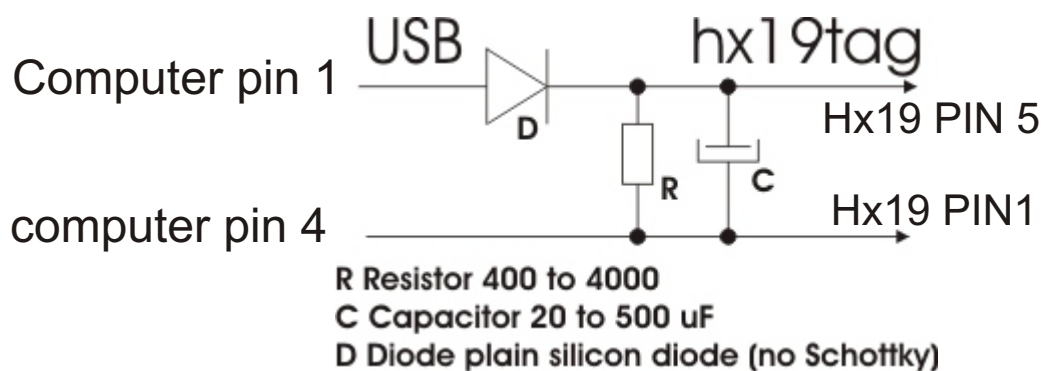 USB hx19tag
Computer pin 1
D
Hx19 PIN 5
R
C
computer pin 4
Hx19 PIN1
R Resistor 400 to 4000
C Capacitor 20 to 500 uF
D Diode plain silicon diode (no Schottky)